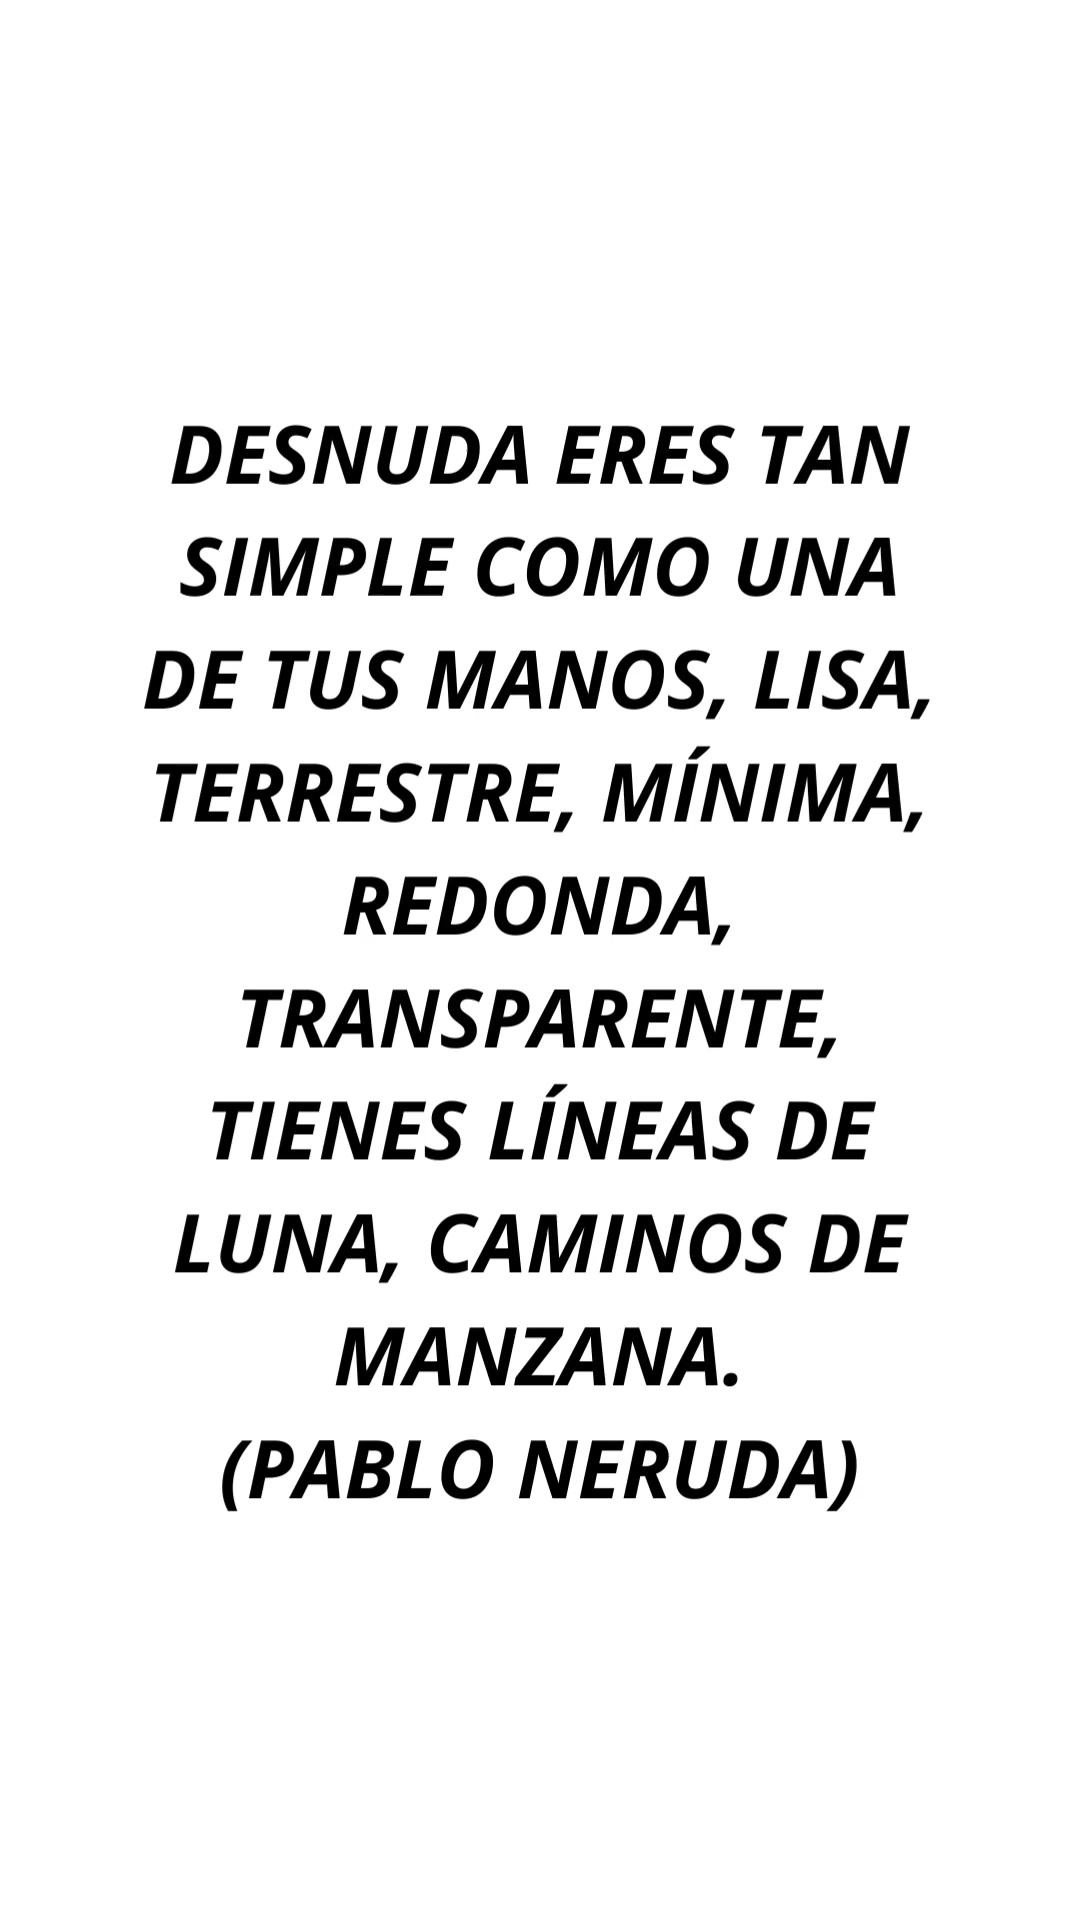 DESNUDA ERES TAN
SIMPLE COMO UNA
DE TUS MANOS, LISA,
TERRESTRE, MÍNIMA,
REDONDA,
TRANSPARENTE,
TIENES LÍNEAS DE
LUNA, CAMINOS DE
MANZANA.
(PABLO NERUDA)